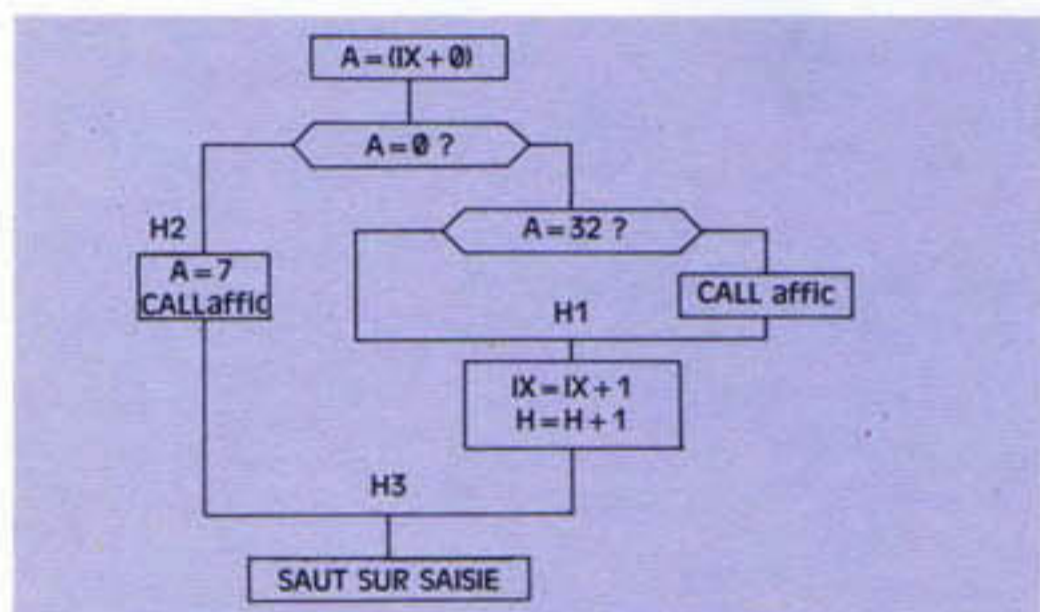 A = (IX + 0)
A = 0 ?
A = 32 ?
H2
A = 7
CALLaffic
CALL affic
H1
IX = IX + 1
H = H + 1
H3
SAUT SUR SAISIE